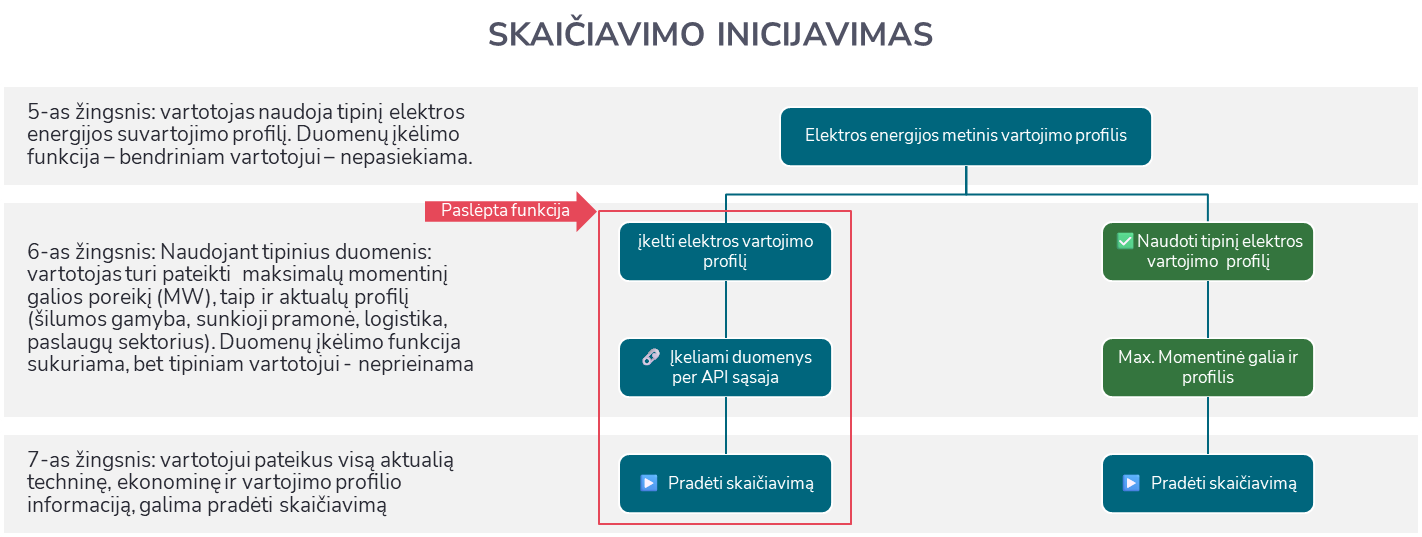 SKAIČIAVIMO INICIJAVIMAS
5-as žingsnis: vartotojas naudoja tipinį elektros
energijos suvartojimo profilį. Duomenų įkėlimo
funkcija – bendriniam vartotojui – nepasiekiama.
Elektros energijos metinis vartojimo profilis
Paslėpta funkcija
6-as žingsnis: Naudojant tipinius duomenis:
vartotojas turi pateikti maksimalų momentinį
galios poreikį (MW), taip ir aktualų profilį
(šilumos gamyba, sunkioji pramonė, logistika,
paslaugų sektorius). Duomenų įkėlimo funkcija
sukuriama, bet tipiniam vartotojui - neprieinama
įkelti elektros vartojimo
profilį
✅ Naudoti tipinį elektros
vartojimo profilį
🔗 Įkeliami duomenys
per API sąsaja
Max. Momentinė galia ir
profilis
7-as žingsnis: vartotojui pateikus visą aktualią
techninę, ekonominę ir vartojimo profilio
informaciją, galima pradėti skaičiavimą
▶️ Pradėti skaičiavimą
▶️ Pradėti skaičiavimą